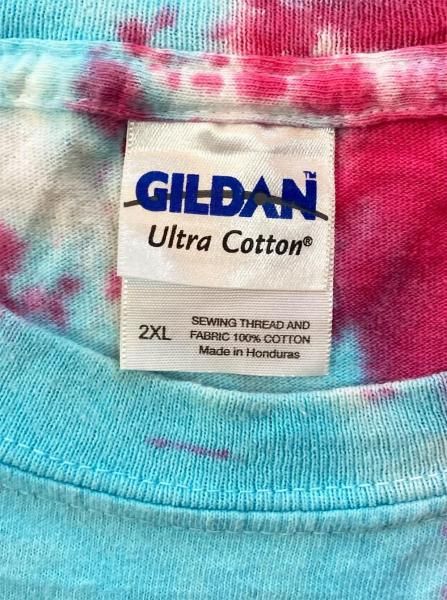 GILDAN™
Ultra Cotton®
2XL
SEWING THREAD AND
FABRIC 100% COTTON
Made in Honduras